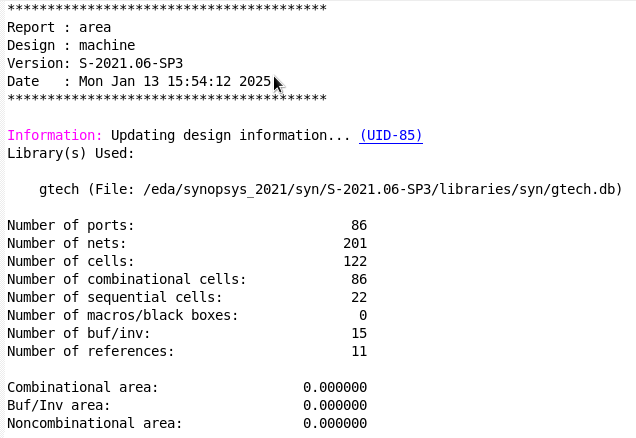 ****************************************
Report : area
Design : machine
Version: S-2021.06-SP3
Date   : Mon Jan 13 15:54:12 2025
****************************************
Information: Updating design information... (UID-85)
Library(s) Used:
gtech (File: /eda/synopsys_2021/syn/S-2021.06-SP3/libraries/syn/gtech.db)
Number of ports: 86
Number of nets: 201
Number of cells: 122
Number of combinational cells: 86
Number of sequential cells: 22
Number of macros/black boxes: 0
Number of buf/inv: 15
Number of references: 11
Combinational area: 0.000000
Buf/Inv area: 0.000000
Noncombinational area: 0.000000